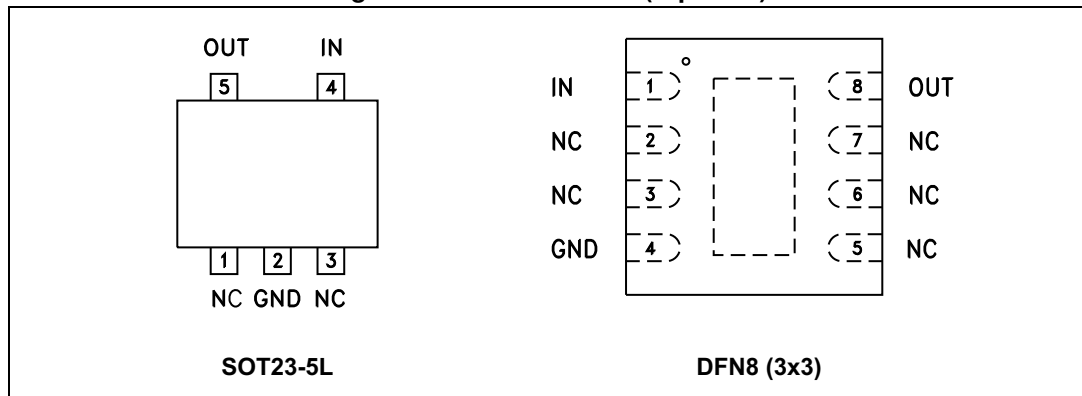 OUT IN
5 4
1 2 3
NC GND NC
SOT23-5L
IN 1 8 OUT
NC 2 7 NC
NC 3 6 NC
GND 4 5 NC
DFN8 (3x3)